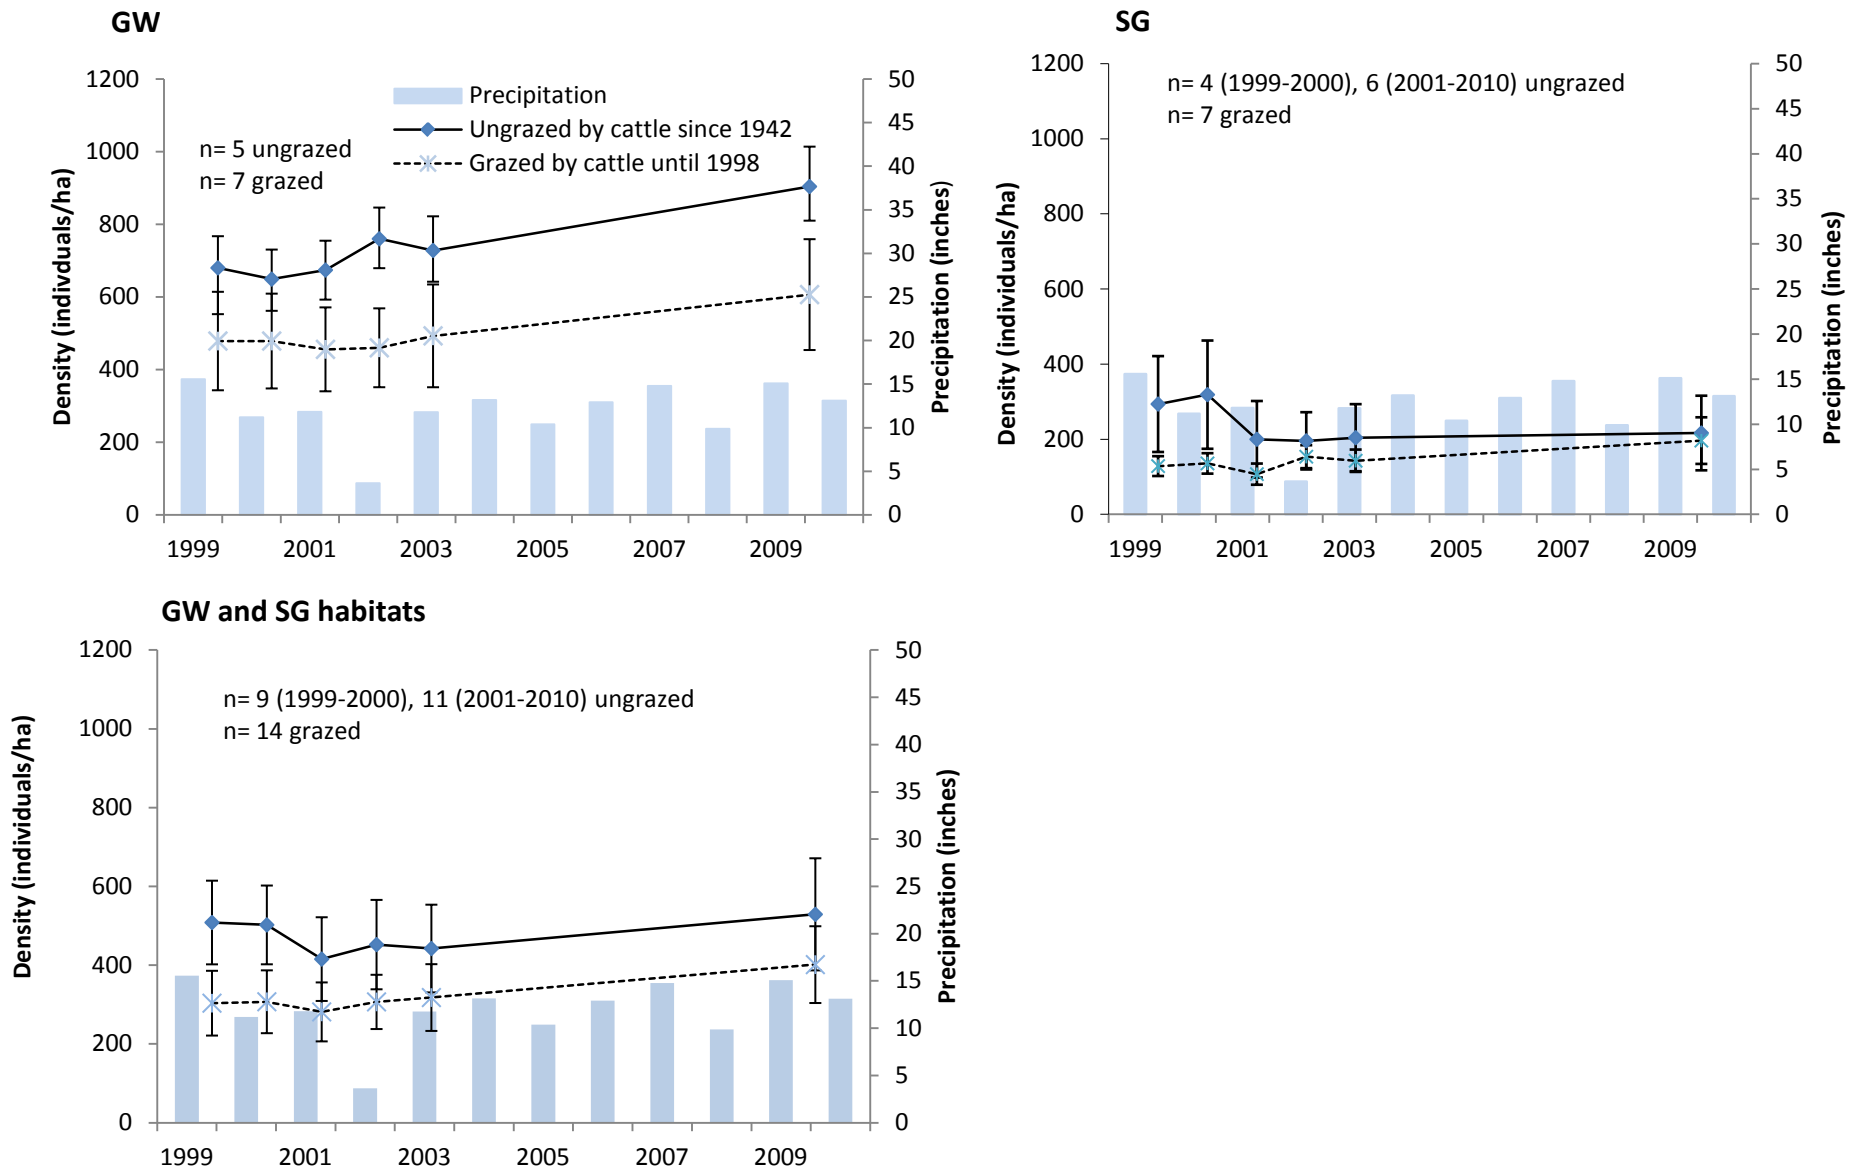 GW
1200
1000
800
600
400
200
0
Density (indivduals/ha)
Precipitation
Ungrazed by cattle since 1942
Grazed by cattle until 1998
n= 5 ungrazed
n= 7 grazed
50
45
40
35
30
25
20
15
10
5
0
Precipitation (inches)
1999 2001 2003 2005 2007 2009
SG
1200
1000
800
600
400
200
0
Density (individuals/ha)
n= 4 (1999-2000), 6 (2001-2010) ungrazed
n= 7 grazed
50
45
40
35
30
25
20
15
10
5
0
Precipitation (inches)
1999 2001 2003 2005 2007 2009
GW and SG habitats
1200
1000
800
600
400
200
0
Density (individuals/ha)
n= 9 (1999-2000), 11 (2001-2010) ungrazed
n= 14 grazed
50
45
40
35
30
25
20
15
10
5
0
Precipitation (inches)
1999 2001 2003 2005 2007 2009